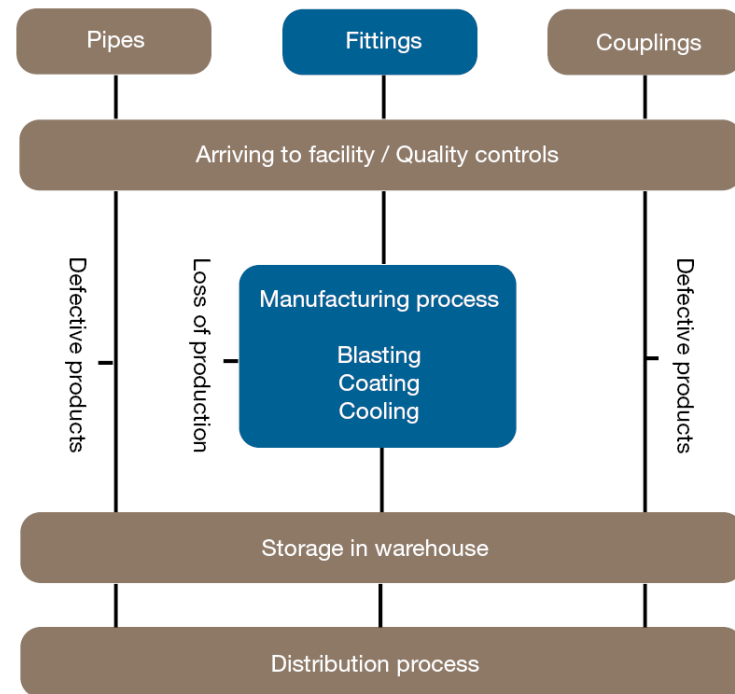 Pipes
Fittings
Couplings
Arriving to facility / Quality controls
Defective products
Loss of production
Manufacturing process
Blasting
Coating
Cooling
Defective products
Storage in warehouse
Distribution process